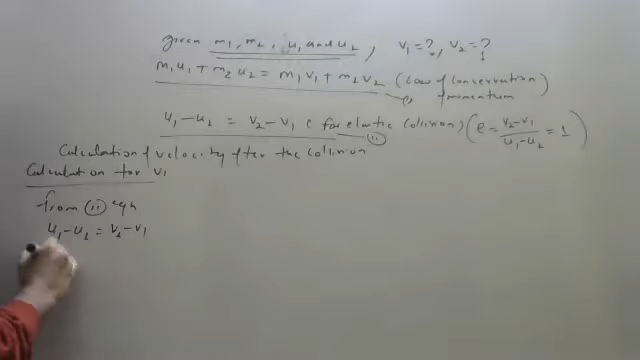 given m₁, m₂, u₁ and u₂, v₁=?, v₂=?
m₁u₁+m₂u₂ = m₁v₁+m₂v₂ (Law of conservation) (i)
of momentum
u₁-u₂ = v₂-v₁ (for elastic collision) (ii) (e = v₂-v₁/u₁-u₂ = 1)
Calculation of velocity after the collision
Calculation for v₁
from (ii) eqn
u₁-u₂ = v₂-v₁